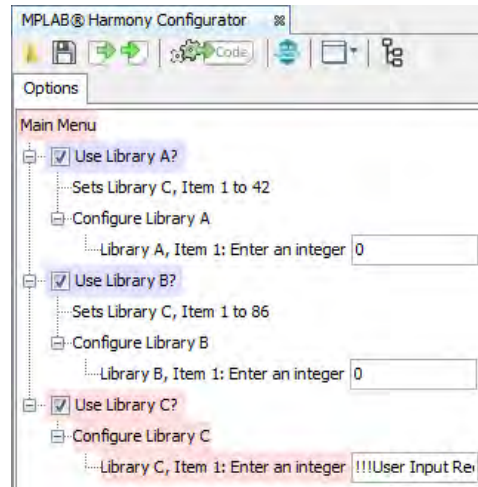 MPLAB® Harmony Configurator
Code
Options
Main Menu
Use Library A?
Sets Library C, Item 1 to 42
Configure Library A
Library A, Item 1: Enter an integer 0
Use Library B?
Sets Library C, Item 1 to 86
Configure Library B
Library B, Item 1: Enter an integer 0
Use Library C?
Configure Library C
Library C, Item 1: Enter an integer !!!User Input Re